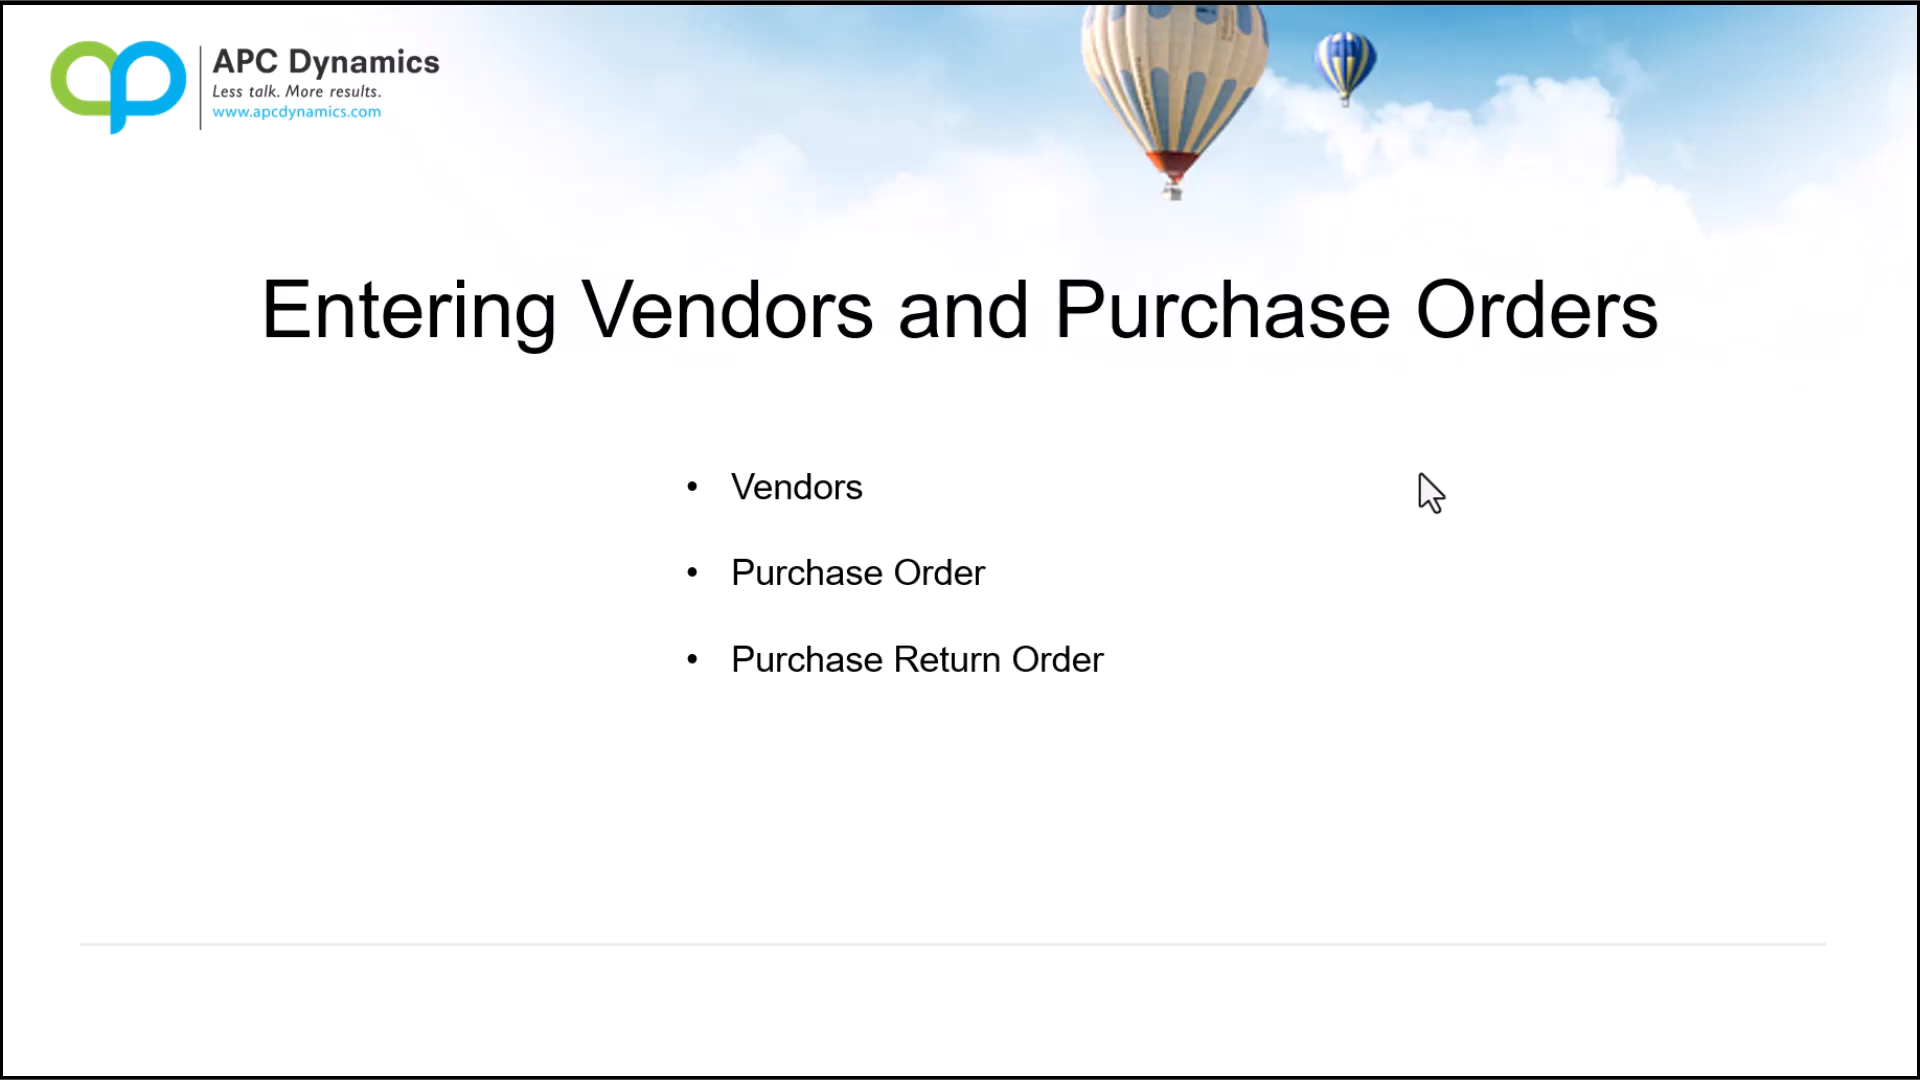 APC Dynamics
Less talk. More results.
www.apcdynamics.com
Entering Vendors and Purchase Orders
• Vendors
• Purchase Order
• Purchase Return Order